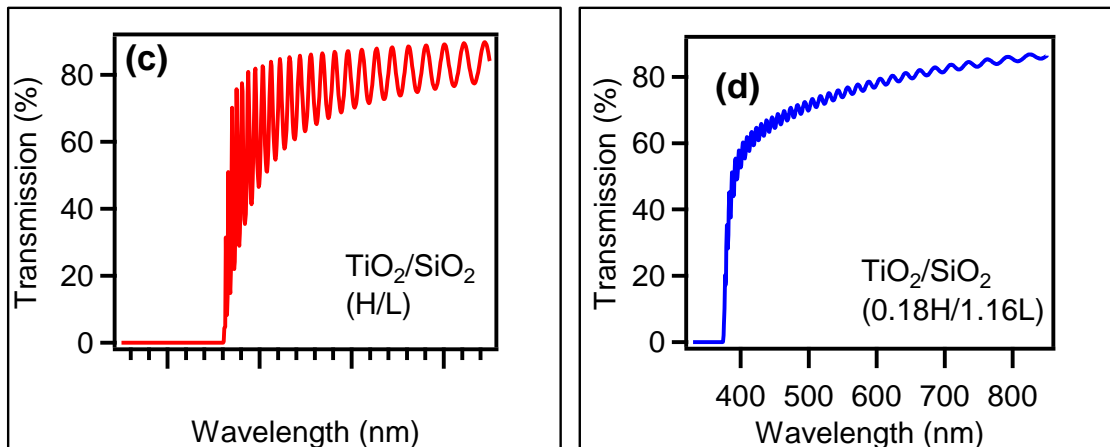 (c)
80
60
40
20
0
Transmission (%)
TiO₂/SiO₂
(H/L)
Wavelength (nm)
(d)
80
60
40
20
0
Transmission (%)
TiO₂/SiO₂
(0.18H/1.16L)
400 500 600 700 800
Wavelength (nm)